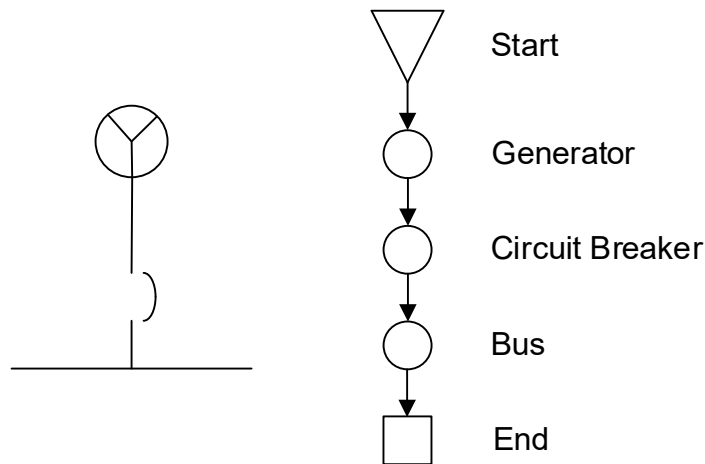 Start
Generator
Circuit Breaker
Bus
End